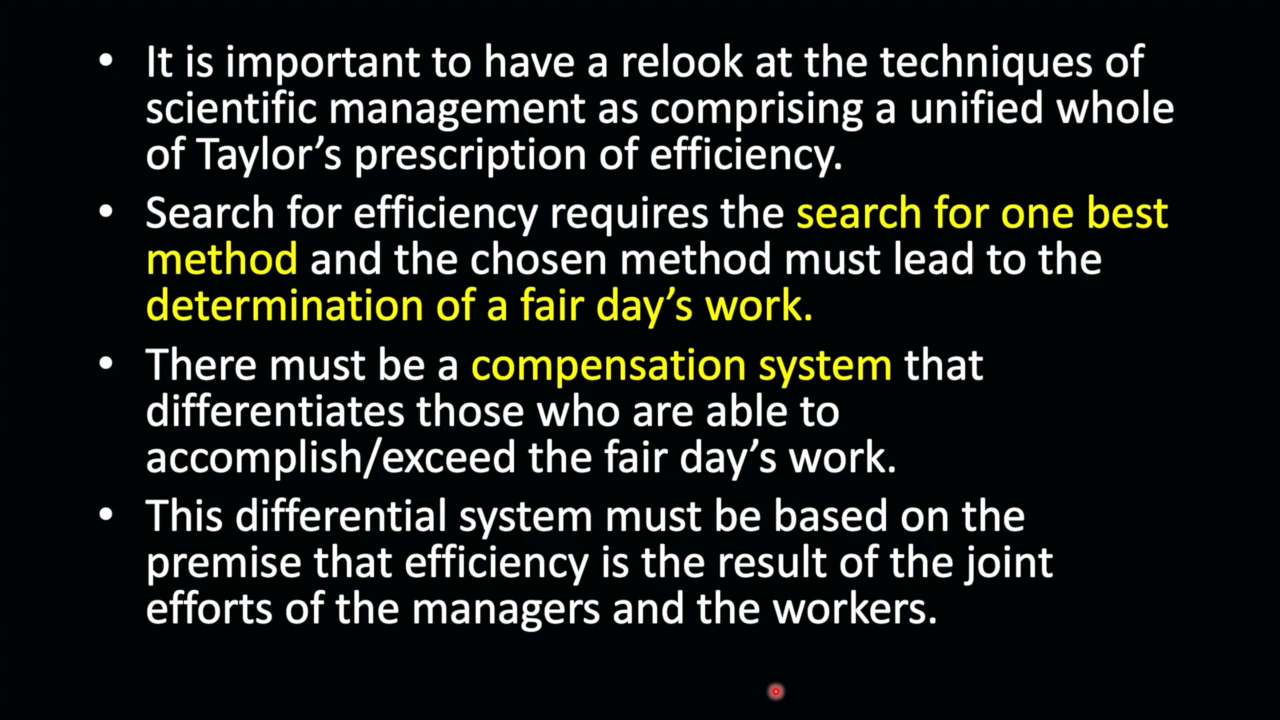 • It is important to have a relook at the techniques of
scientific management as comprising a unified whole
of Taylor's prescription of efficiency.
• Search for efficiency requires the search for one best
method and the chosen method must lead to the
determination of a fair day's work.
• There must be a compensation system that
differentiates those who are able to
accomplish/exceed the fair day's work.
• This differential system must be based on the
premise that efficiency is the result of the joint
efforts of the managers and the workers.